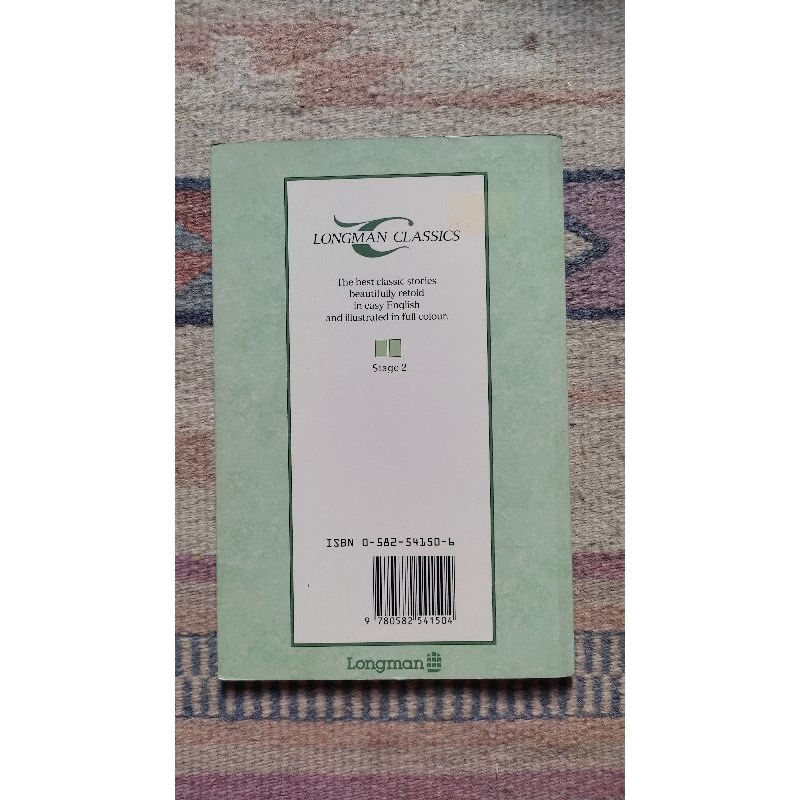 LONGMAN CLASSICS
The best classic stories
beautifully retold
in easy English
and illustrated in full colour.
Stage 2
ISBN 0-582-54150-6
9 780582 541504
Longman